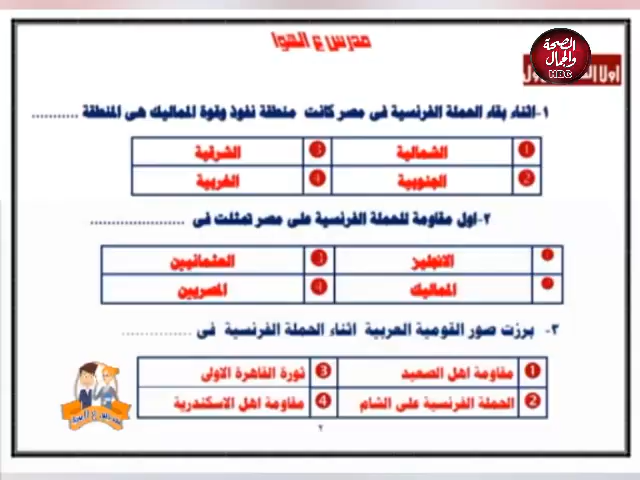 مدرس ع الهوا
الصحة
والجمال
HBC
اولا
١-اثناء بقاء الحملة الفرنسية فى مصر كانت منطقة نفوذ وقوة المماليك هى المنطقة ...........
1 الشمالية 3 الشرقية
2 الجنوبية 4 الغربية
٢-اول مقاومة للحملة الفرنسية على مصر تمثلت فى ......................
1 الانجليز 3 العثمانيين
المماليك 4 المصريين
٣- برزت صور القومية العربية اثناء الحملة الفرنسية فى ................
1 مقاومة اهل الصعيد 3 ثورة القاهرة الاولى
2 الحملة الفرنسية على الشام 4 مقاومة اهل الاسكندرية
٢